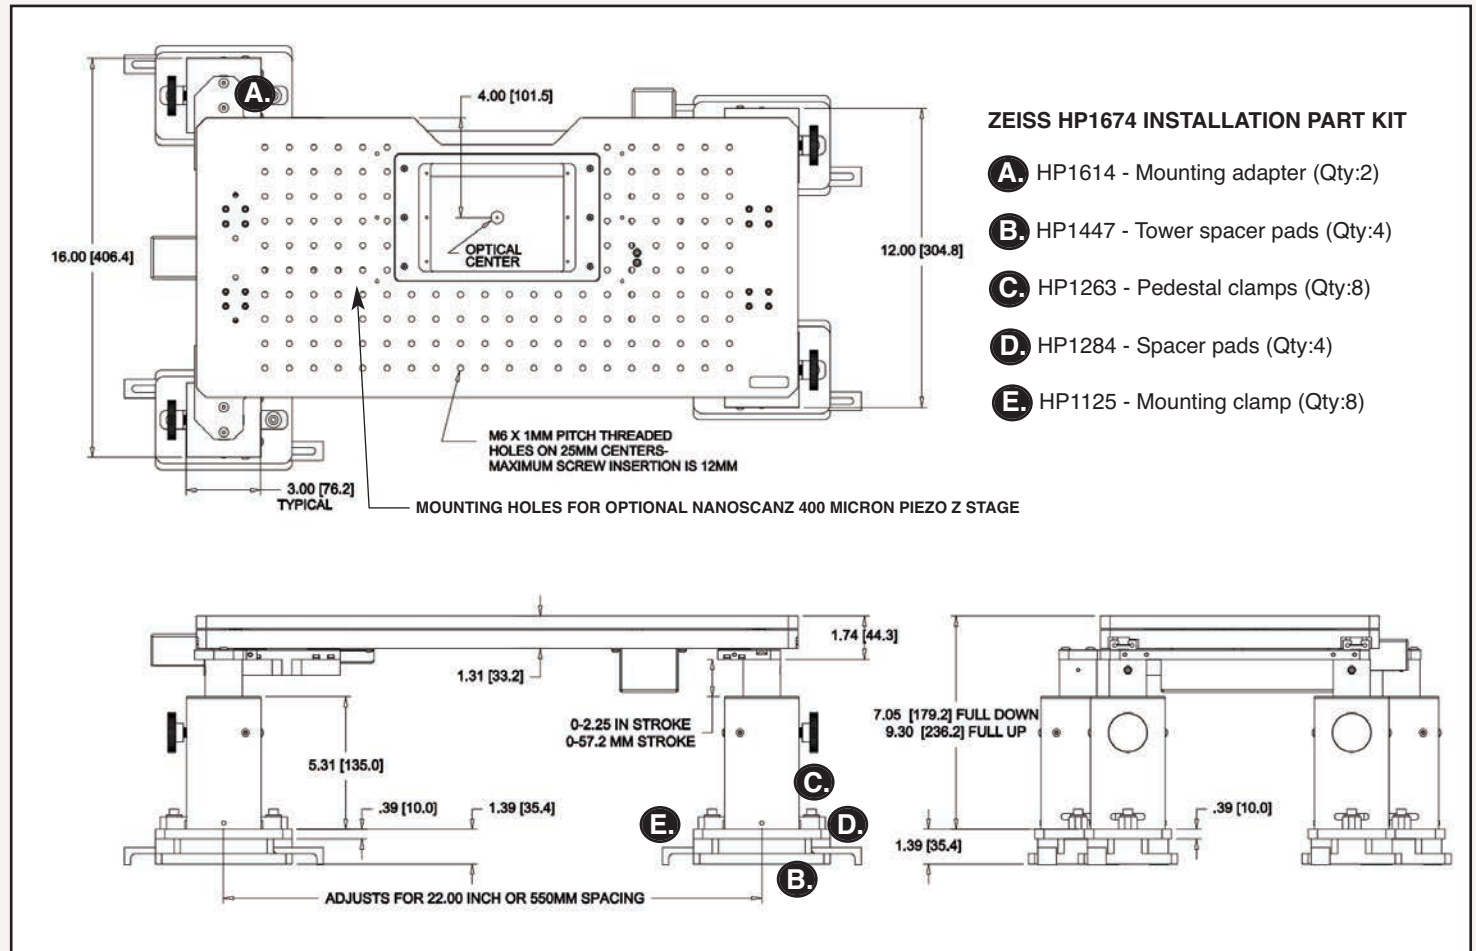 A.
4.00 [101.5]
16.00 [406.4]
OPTICAL
CENTER
12.00 [304.8]
M6 X 1MM PITCH THREADED
HOLES ON 25MM CENTERS-
MAXIMUM SCREW INSERTION IS 12MM
3.00 [76.2]
TYPICAL
MOUNTING HOLES FOR OPTIONAL NANOSCANZ 400 MICRON PIEZO Z STAGE
ZEISS HP1674 INSTALLATION PART KIT
A. HP1614 - Mounting adapter (Qty:2)
B. HP1447 - Tower spacer pads (Qty:4)
C. HP1263 - Pedestal clamps (Qty:8)
D. HP1284 - Spacer pads (Qty:4)
E. HP1125 - Mounting clamp (Qty:8)
1.74 [44.3]
1.31 [33.2]
0-2.25 IN STROKE
0-57.2 MM STROKE
7.05 [179.2] FULL DOWN
9.30 [236.2] FULL UP
5.31 [135.0]
C.
.39 [10.0]
1.39 [35.4]
E.
D.
.39 [10.0]
1.39 [35.4]
B.
ADJUSTS FOR 22.00 INCH OR 550MM SPACING